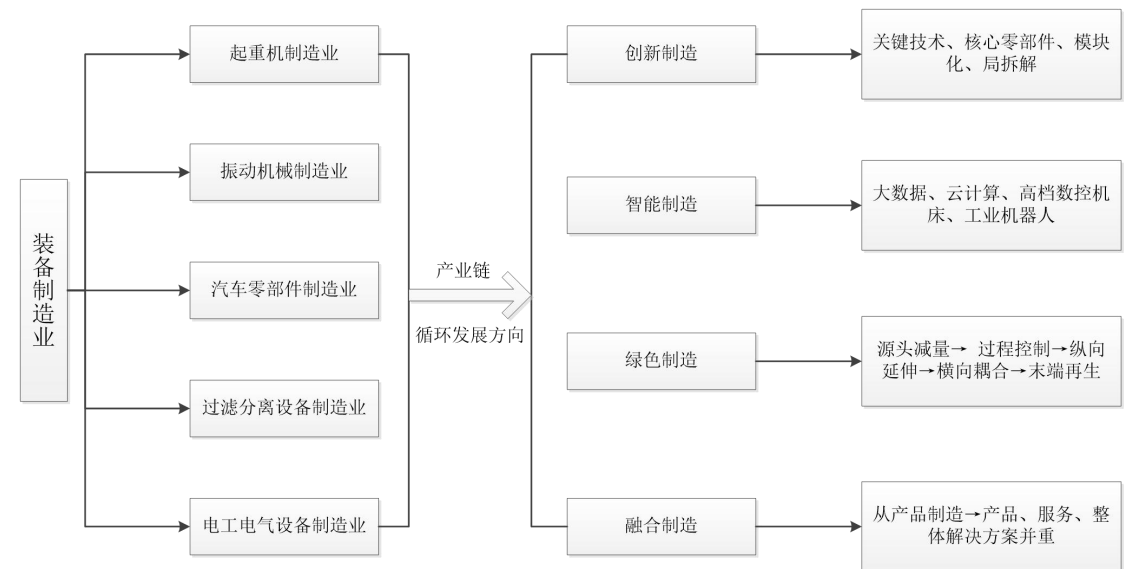 装备制造业
起重机制造业
振动机械制造业
汽车零部件制造业
过滤分离设备制造业
电工电气设备制造业
产业链
循环发展方向
创新制造
关键技术、核心零部件、模块
化、局拆解
智能制造
大数据、云计算、高档数控机
床、工业机器人
绿色制造
源头减量→ 过程控制→纵向
延伸→横向耦合→末端再生
融合制造
从产品制造→产品、服务、整
体解决方案并重